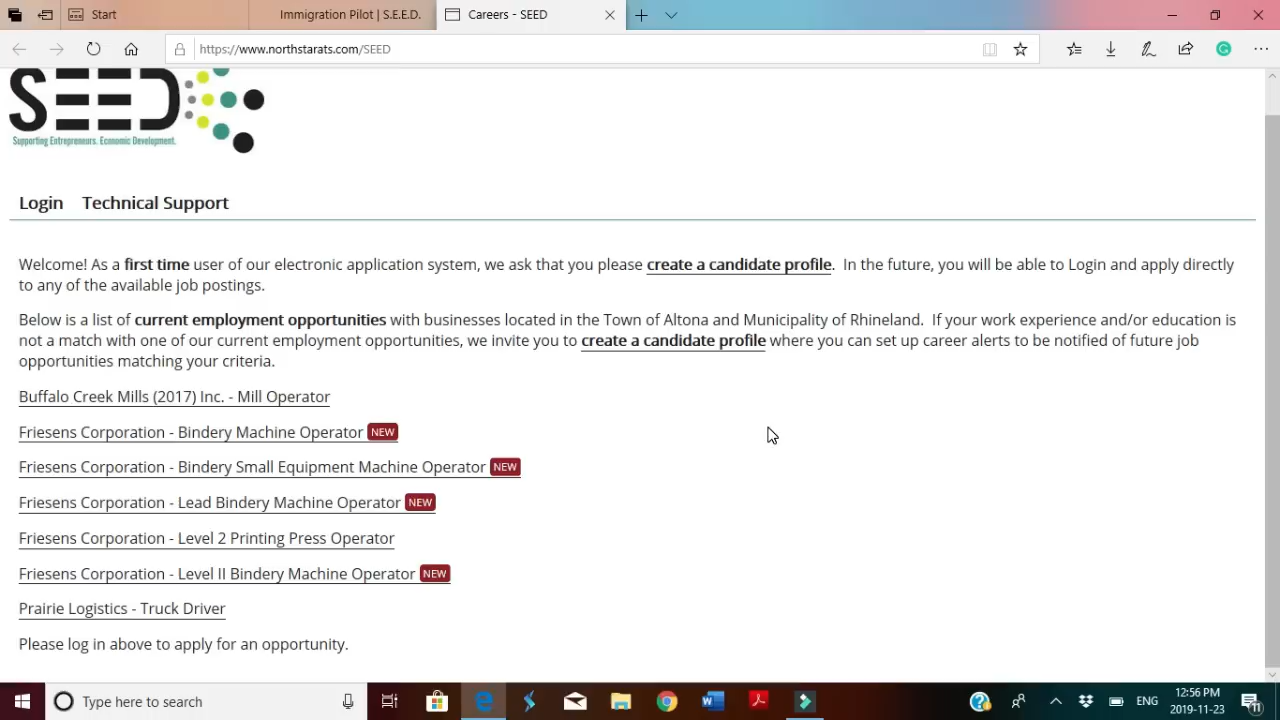 Start
Immigration Pilot | S.E.E.D.
Careers - SEED
https://www.northstarats.com/SEED
SEED
Supporting Entrepreneurs. Economic Development.
Login Technical Support
Welcome! As a first time user of our electronic application system, we ask that you please create a candidate profile. In the future, you will be able to Login and apply directly
to any of the available job postings.
Below is a list of current employment opportunities with businesses located in the Town of Altona and Municipality of Rhineland. If your work experience and/or education is
not a match with one of our current employment opportunities, we invite you to create a candidate profile where you can set up career alerts to be notified of future job
opportunities matching your criteria.
Buffalo Creek Mills (2017) Inc. - Mill Operator
Friesens Corporation - Bindery Machine Operator NEW
Friesens Corporation - Bindery Small Equipment Machine Operator NEW
Friesens Corporation - Lead Bindery Machine Operator NEW
Friesens Corporation - Level 2 Printing Press Operator
Friesens Corporation - Level II Bindery Machine Operator NEW
Prairie Logistics - Truck Driver
Please log in above to apply for an opportunity.
Type here to search
ENG
12:56 PM
2019-11-23
11